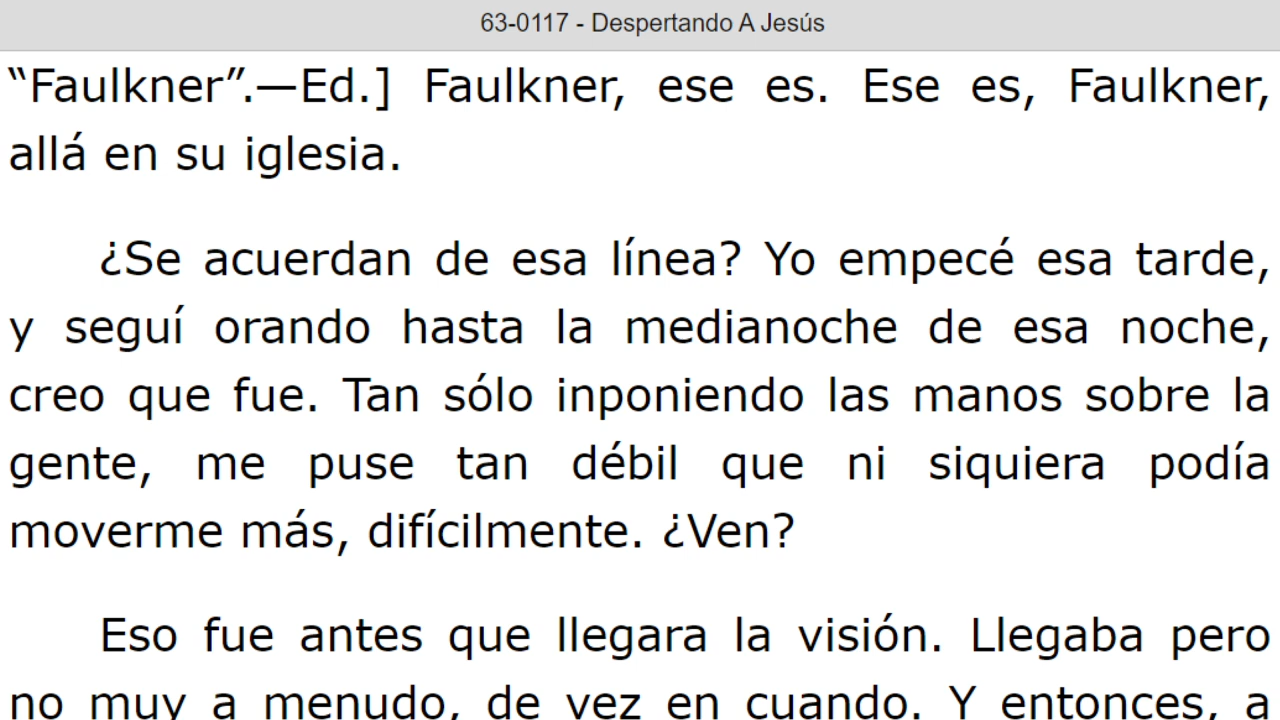 63-0117 - Despertando A Jesús
“Faulkner”.—Ed.] Faulkner, ese es. Ese es, Faulkner,
allá en su iglesia.
¿Se acuerdan de esa línea? Yo empecé esa tarde,
y seguí orando hasta la medianoche de esa noche,
creo que fue. Tan sólo inponiendo las manos sobre la
gente, me puse tan débil que ni siquiera podía
moverme más, difícilmente. ¿Ven?
Eso fue antes que llegara la visión. Llegaba pero
no muy a menudo, de vez en cuando. Y entonces, a